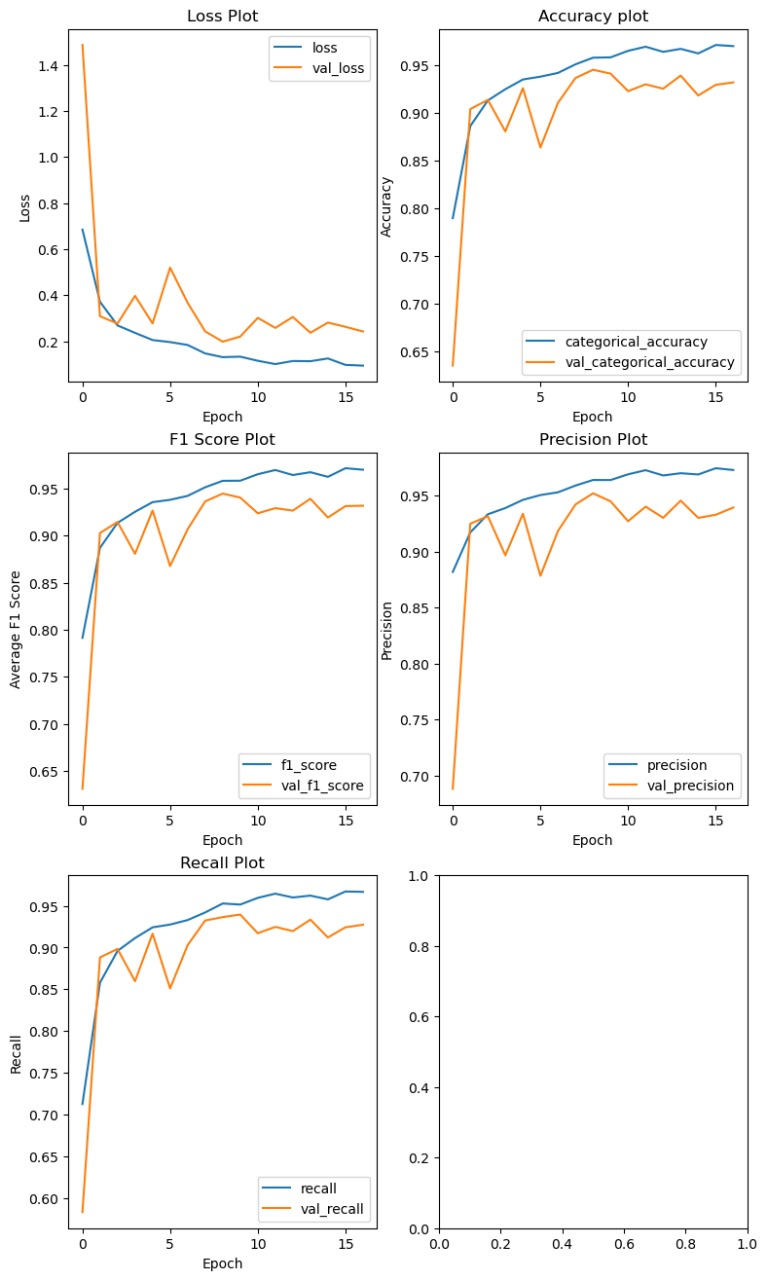 Loss Plot
loss
val_loss
1.4
1.2
1.0
0.8
0.6
0.4
0.2
Loss
0
5
10
15
Epoch
Accuracy plot
0.95
0.90
0.85
0.80
0.75
0.70
0.65
Accuracy
categorical_accuracy
val_categorical_accuracy
0
5
10
15
Epoch
F1 Score Plot
0.95
0.90
0.85
0.80
0.75
0.70
0.65
Average F1 Score
f1_score
val_f1_score
0
5
10
15
Epoch
Precision Plot
0.95
0.90
0.85
0.80
0.75
0.70
Precision
precision
val_precision
0
5
10
15
Epoch
Recall Plot
0.95
0.90
0.85
0.80
0.75
0.70
0.65
0.60
Recall
recall
val_recall
0
5
10
15
Epoch
1.0
0.8
0.6
0.4
0.2
0.0
0.0
0.2
0.4
0.6
0.8
1.0